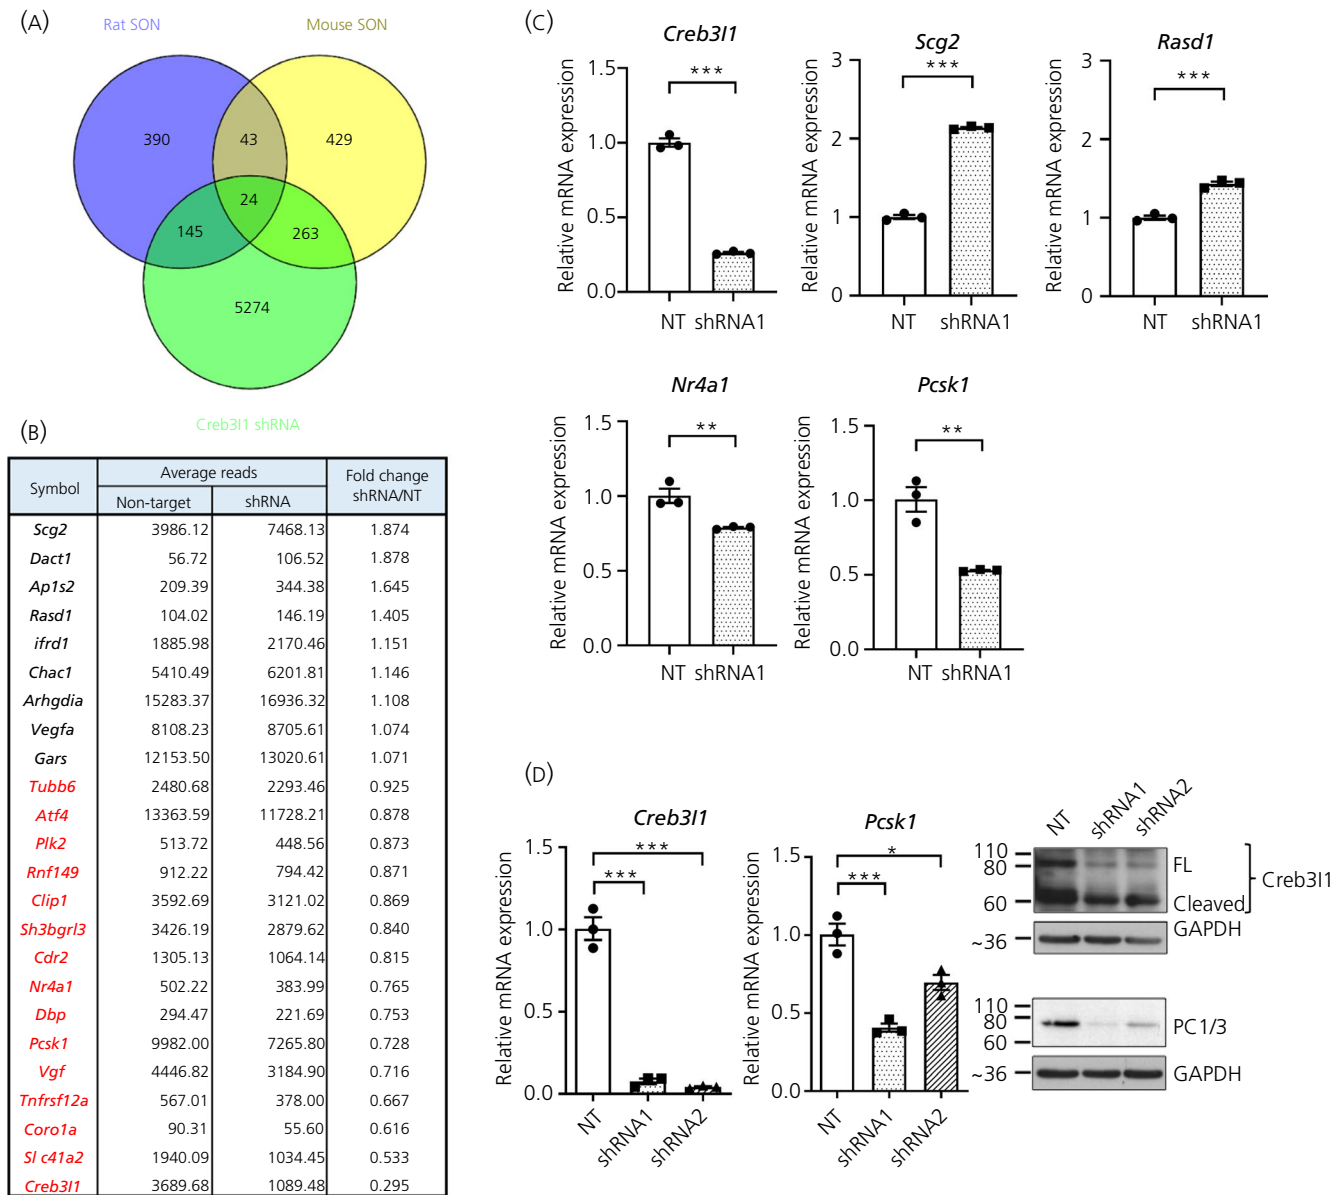 (A)
Rat SON
Mouse SON
390
43
429
24
145
263
5274
Creb3l1 shRNA
(B)
Symbol
Average reads
Fold change
shRNA/NT
Non-target
shRNA
Scg2 3986.12 7468.13 1.874
Dact1 56.72 106.52 1.878
Ap1s2 209.39 344.38 1.645
Rasd1 104.02 146.19 1.405
ifrd1 1885.98 2170.46 1.151
Chac1 5410.49 6201.81 1.146
Arhgdia 15283.37 16936.32 1.108
Vegfa 8108.23 8705.61 1.074
Gars 12153.50 13020.61 1.071
Tubb6 2480.68 2293.46 0.925
Atf4 13363.59 11728.21 0.878
Plk2 513.72 448.56 0.873
Rnf149 912.22 794.42 0.871
Clip1 3592.69 3121.02 0.869
Sh3bgrl3 3426.19 2879.62 0.840
Cdr2 1305.13 1064.14 0.815
Nr4a1 502.22 383.99 0.765
Dbp 294.47 221.69 0.753
Pcsk1 9982.00 7265.80 0.728
Vgf 4446.82 3184.90 0.716
Tnfrsf12a 567.01 378.00 0.667
Coro1a 90.31 55.60 0.616
Sl c41a2 1940.09 1034.45 0.533
Creb3l1 3689.68 1089.48 0.295
(C)
Creb3l1
Relative mRNA expression
1.5
1.0
0.5
0.0
***
NT shRNA1
Scg2
Relative mRNA expression
3
2
1
0
***
NT shRNA1
Rasd1
Relative mRNA expression
3
2
1
0
***
NT shRNA1
Nr4a1
Relative mRNA expression
1.5
1.0
0.5
0.0
**
NT shRNA1
Pcsk1
Relative mRNA expression
1.5
1.0
0.5
0.0
**
NT shRNA1
(D)
Creb3l1
Relative mRNA expression
1.5
1.0
0.5
0.0
***
***
NT
shRNA1
shRNA2
Pcsk1
Relative mRNA expression
1.5
1.0
0.5
0.0
*
***
NT
shRNA1
shRNA2
NT
shRNA1
shRNA2
110
80
60
FL
Cleaved
Creb3l1
~36
GAPDH
110
80
60
PC1/3
~36
GAPDH